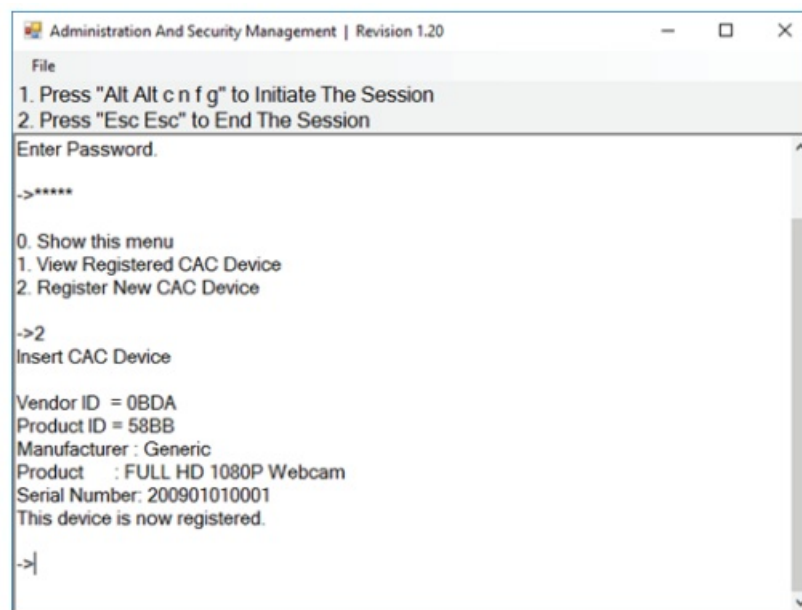 Administration And Security Management | Revision 1.20
File
1. Press "Alt Alt c n f g" to Initiate The Session
2. Press "Esc Esc" to End The Session
Enter Password.
->*****
0. Show this menu
1. View Registered CAC Device
2. Register New CAC Device
->2
Insert CAC Device
Vendor ID  = 0BDA
Product ID = 58BB
Manufacturer : Generic
Product      : FULL HD 1080P Webcam
Serial Number: 200901010001
This device is now registered.
->